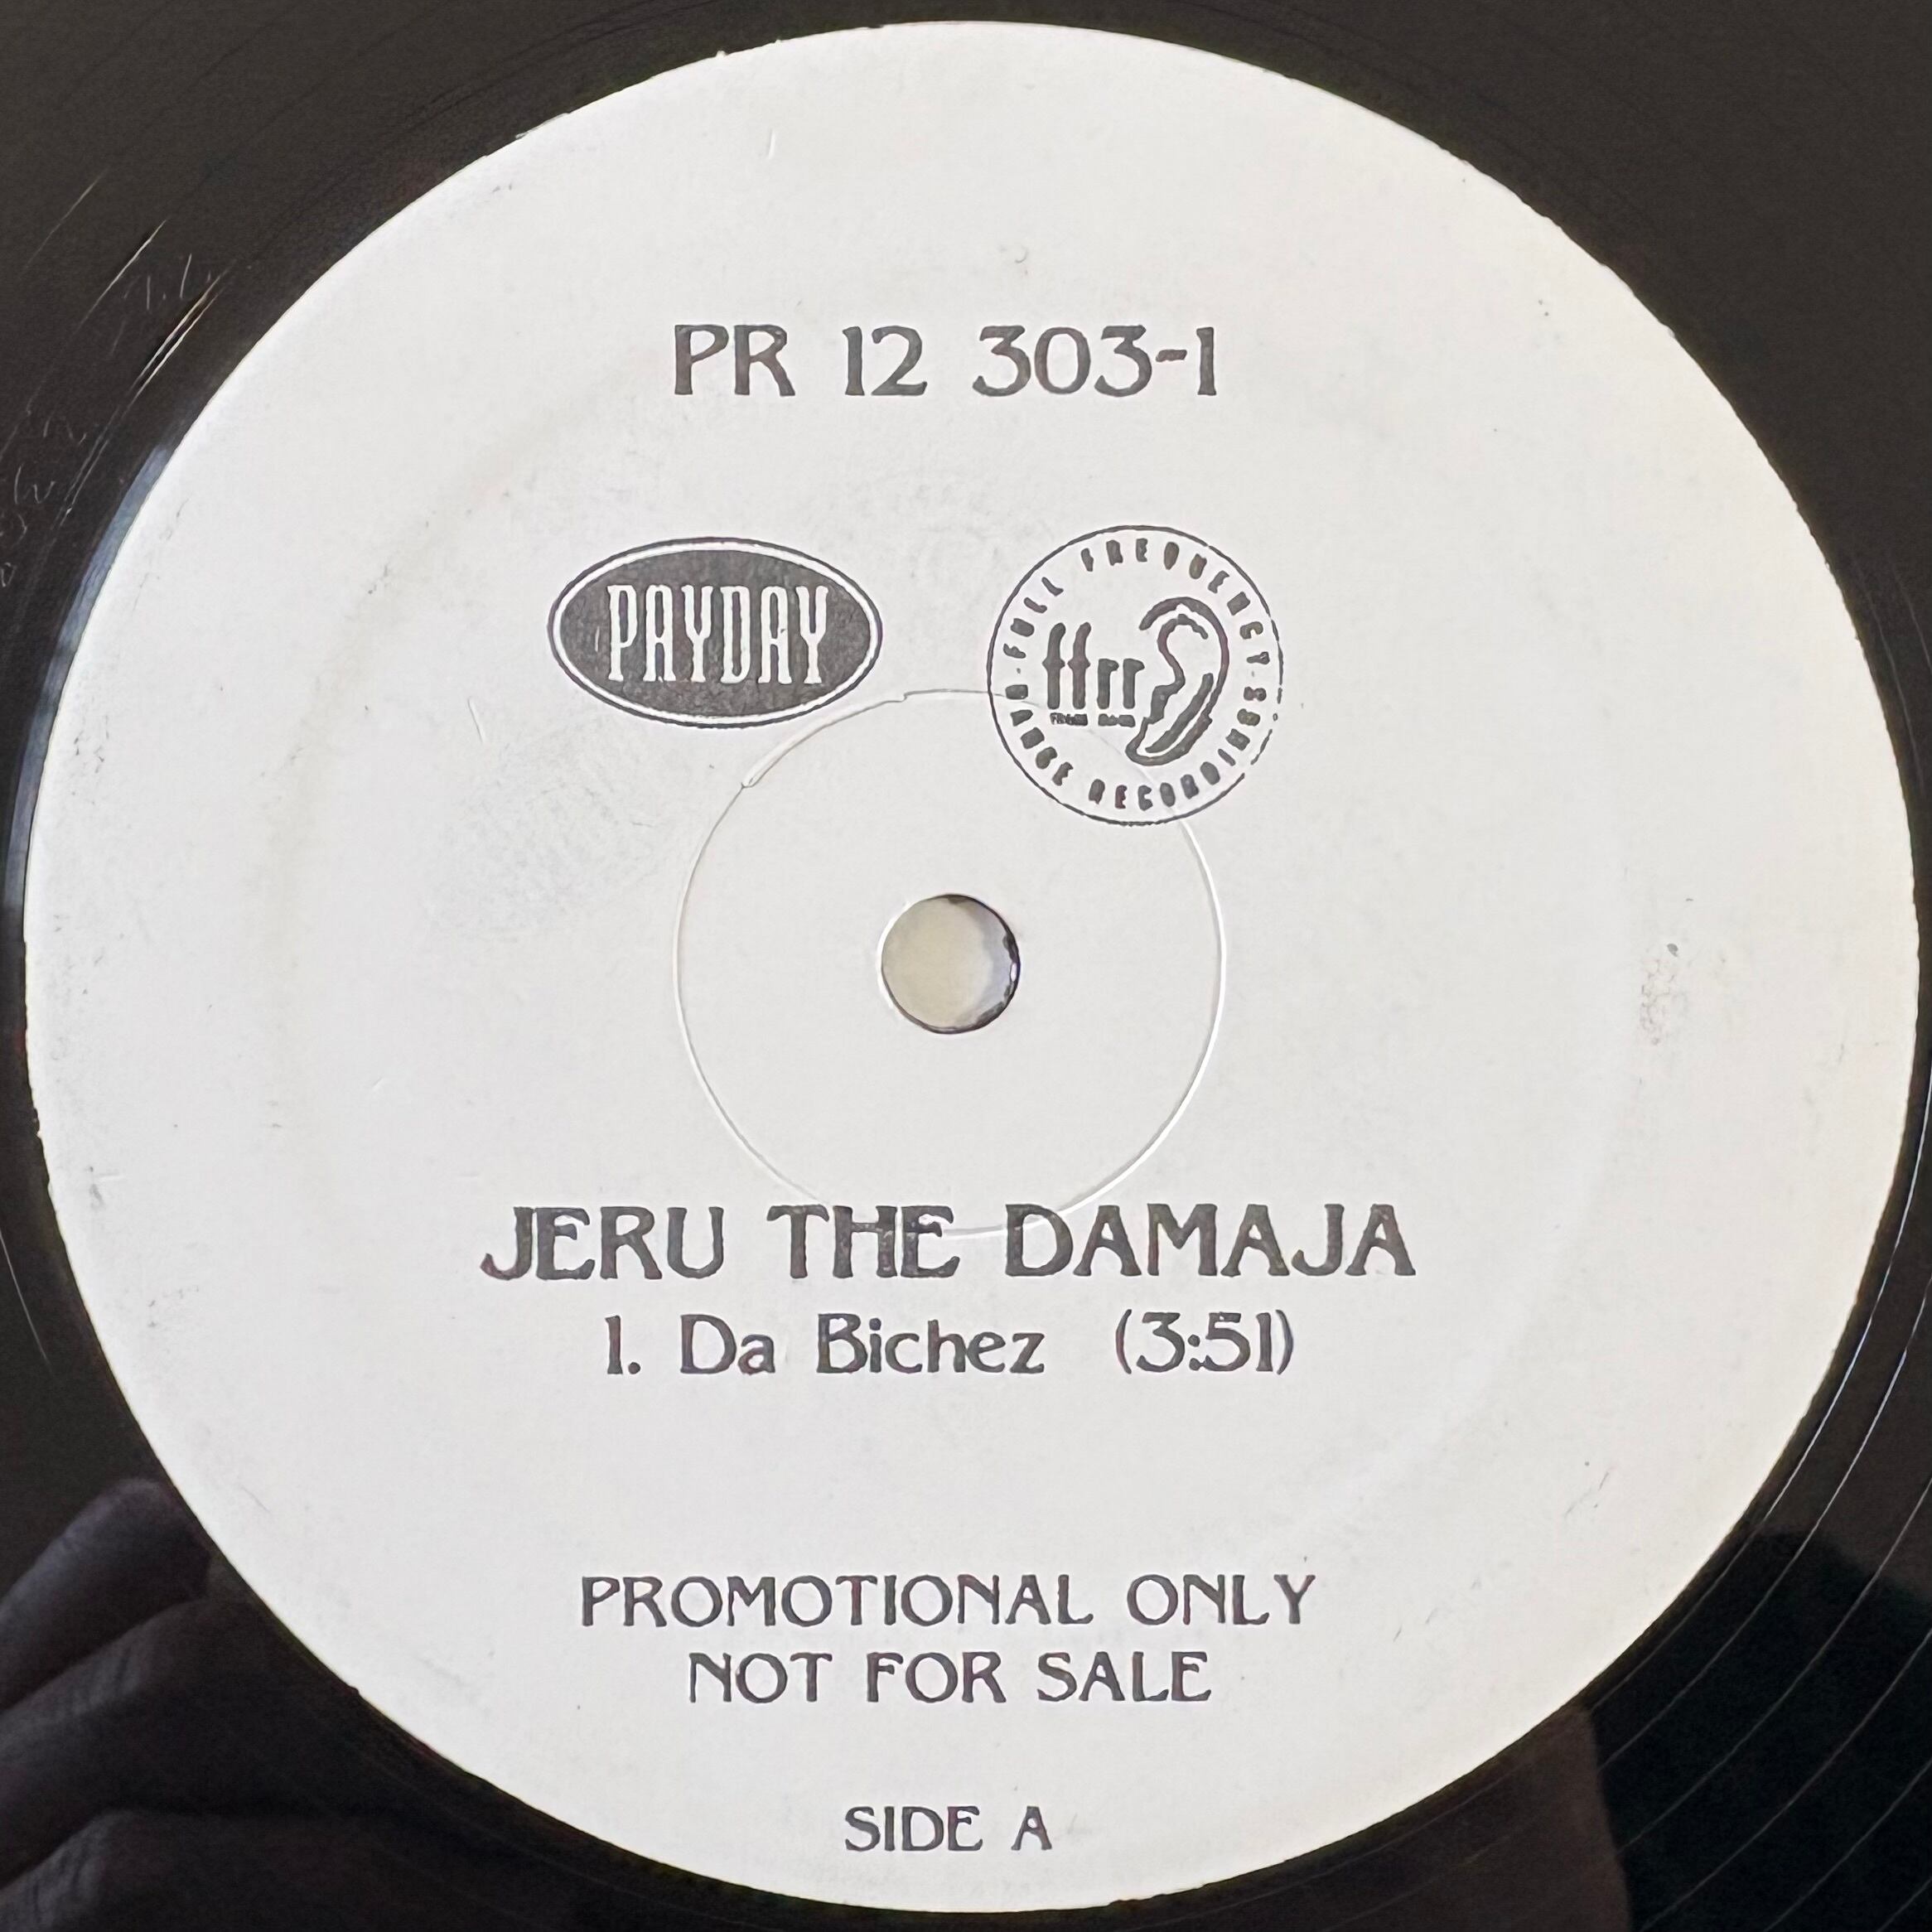 PR 12 303-1
PAYDAY
FULL FREQUENCY
ffrr
RANGE RECORDINGS
JERU THE DAMAJA
1. Da Bichez (3:51)
PROMOTIONAL ONLY
NOT FOR SALE
SIDE A